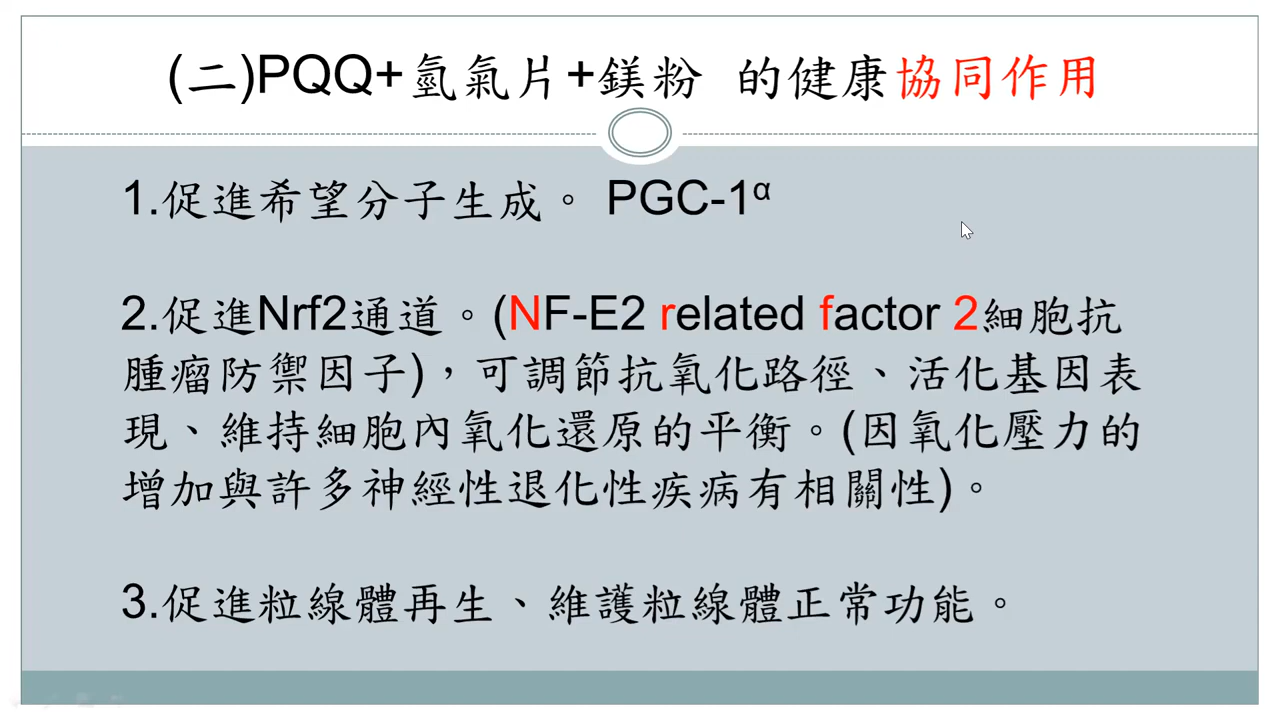 (二)PQQ+氫氣片+鎂粉 的健康協同作用
1.促進希望分子生成。 PGC-1α
2.促進Nrf2通道。(NF-E2 related factor 2細胞抗
腫瘤防禦因子)，可調節抗氧化路徑、活化基因表
現、維持細胞內氧化還原的平衡。(因氧化壓力的
增加與許多神經性退化性疾病有相關性)。
3.促進粒線體再生、維護粒線體正常功能。